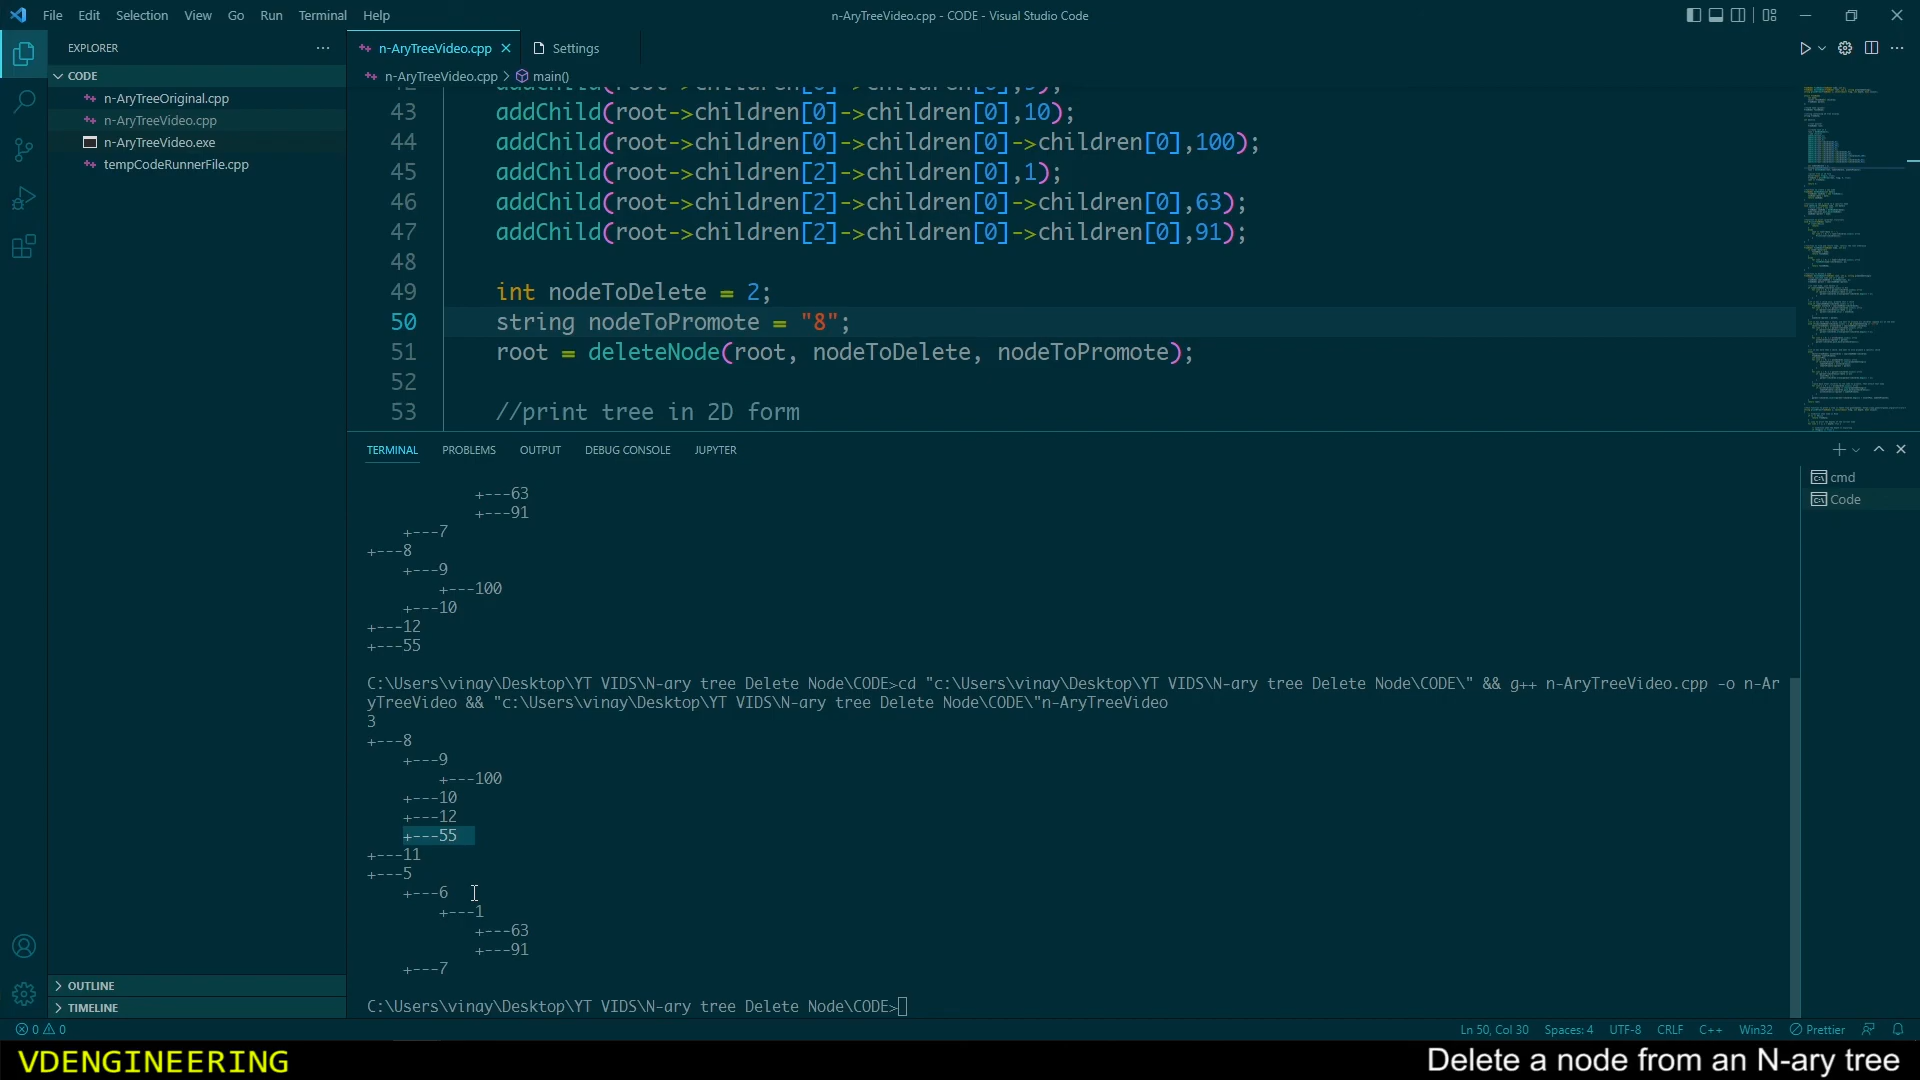 File Edit Selection View Go Run Terminal Help
n-AryTreeVideo.cpp - CODE - Visual Studio Code
EXPLORER
CODE
n-AryTreeOriginal.cpp
n-AryTreeVideo.cpp
n-AryTreeVideo.exe
tempCodeRunnerFile.cpp
OUTLINE
TIMELINE
n-AryTreeVideo.cpp
Settings
n-AryTreeVideo.cpp > main()
42 addChild(root->children[0]->children[0],9);
43 addChild(root->children[0]->children[0],10);
44 addChild(root->children[0]->children[0]->children[0],100);
45 addChild(root->children[2]->children[0],1);
46 addChild(root->children[2]->children[0]->children[0],63);
47 addChild(root->children[2]->children[0]->children[0],91);
48
49 int nodeToDelete = 2;
50 string nodeToPromote = "8";
51 root = deleteNode(root, nodeToDelete, nodeToPromote);
52
53 //print tree in 2D form
TERMINAL PROBLEMS OUTPUT DEBUG CONSOLE JUPYTER
cmd
Code
+---63
+---91
+---7
+---8
+---9
+---100
+---10
+---12
+---55
C:\Users\vinay\Desktop\YT VIDS\N-ary tree Delete Node\CODE>cd "c:\Users\vinay\Desktop\YT VIDS\N-ary tree Delete Node\CODE\" && g++ n-AryTreeVideo.cpp -o n-Ar
yTreeVideo && "c:\Users\vinay\Desktop\YT VIDS\N-ary tree Delete Node\CODE\"n-AryTreeVideo
3
+---8
+---9
+---100
+---10
+---12
+---55
+---11
+---5
+---6
+---1
+---63
+---91
+---7
C:\Users\vinay\Desktop\YT VIDS\N-ary tree Delete Node\CODE>
0 0
Ln 50, Col 30 Spaces: 4 UTF-8 CRLF C++ Win32 Prettier
VDENGINEERING
Delete a node from an N-ary tree